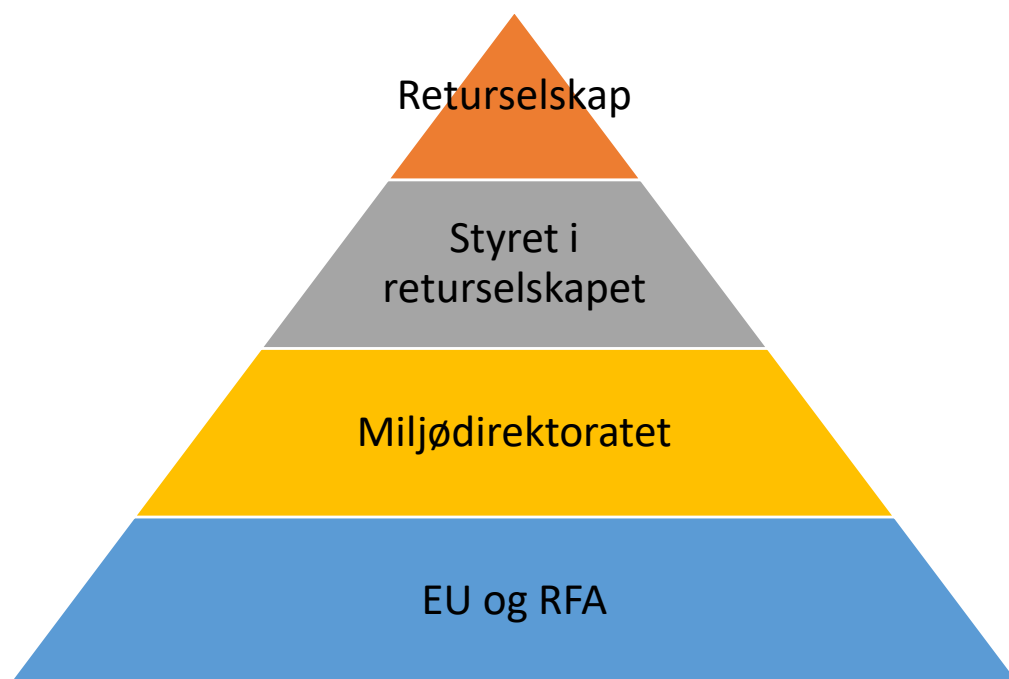 Returselskap
Styret i
returselskapet
Miljødirektoratet
EU og RFA